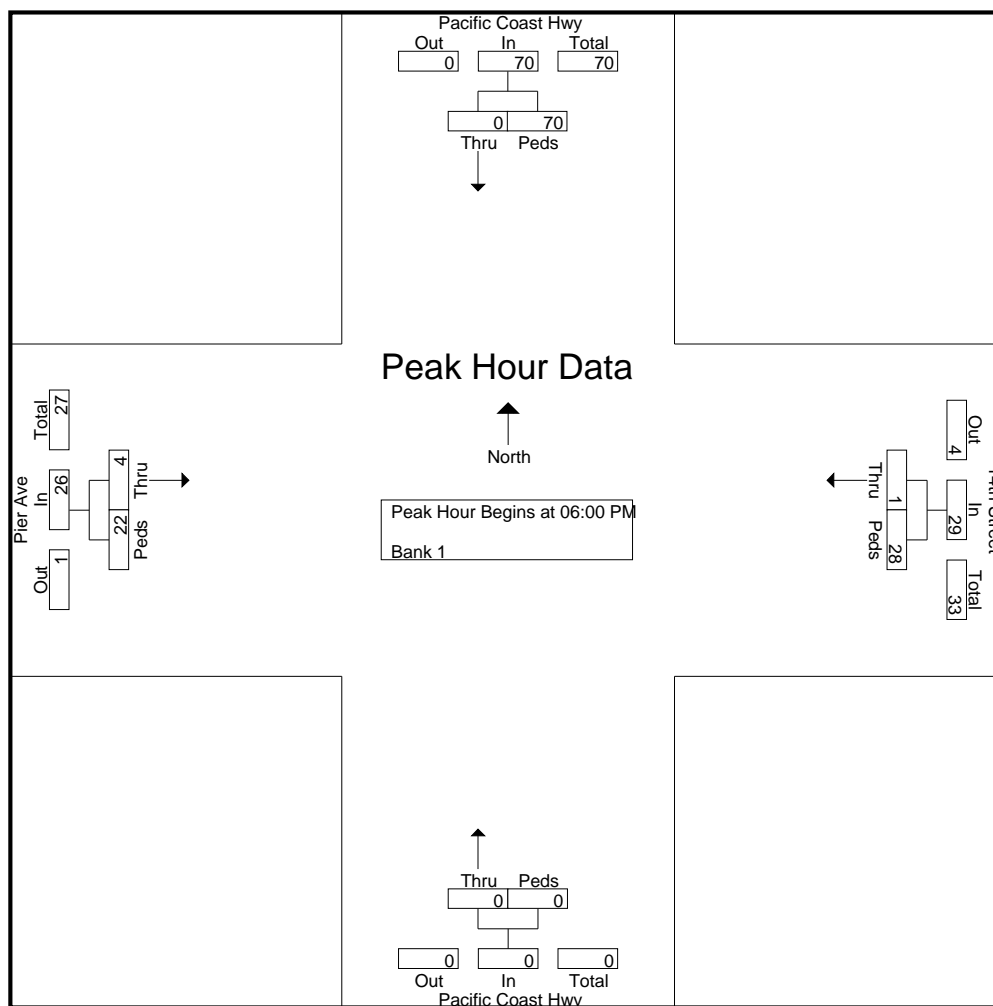 Pacific Coast Hwy
Out In Total
0 70 70
0 70
Thru Peds
Peak Hour Data
North
Peak Hour Begins at 06:00 PM
Bank 1
Pier Ave
Out In Total
1 26 27
22 4
Peds Thru
14th Street
Out In Total
4 29 33
1 28
Thru Peds
Thru Peds
0 0
0 0 0
Out In Total
Pacific Coast Hwy